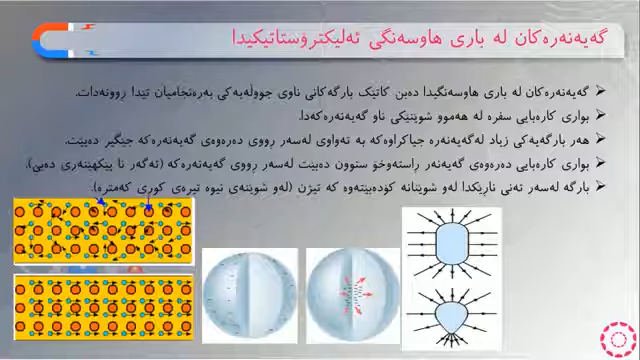 گەیەنەرەکان لە باری هاوسەنگی ئەلیکترۆستاتیکیدا
گەیەنەرەکان لە باری هاوسەنگیدا دەبن کاتێک بارگەکانی ناوی جووڵەیەکی بەرەنجامیان تێدا ڕوونەدات.
بواری کارەبایی سفرە لە هەموو شوێنێکی ناو گەیەنەرەکەدا.
هەر بارگەیەکی زیاد لەگەیەنەرە جیاکراوەکە بە تەواوی لەسەر ڕووی دەرەوەی گەیەنەرەکە جێگیر دەبێت.
بواری کارەبایی دەرەوەی گەیەنەر ڕاستەوخۆ ستوون دەبێت لەسەر ڕووی گەیەنەرەکە (ئەگەر نا پێکهێنەری دەبێ).
بارگە لەسەر تەنی ناڕێکدا لەو شوێنانە کۆدەبێتەوە کە تیژن (لەو شوێنەی نیوە تیرەی کوڕی کەمترە).